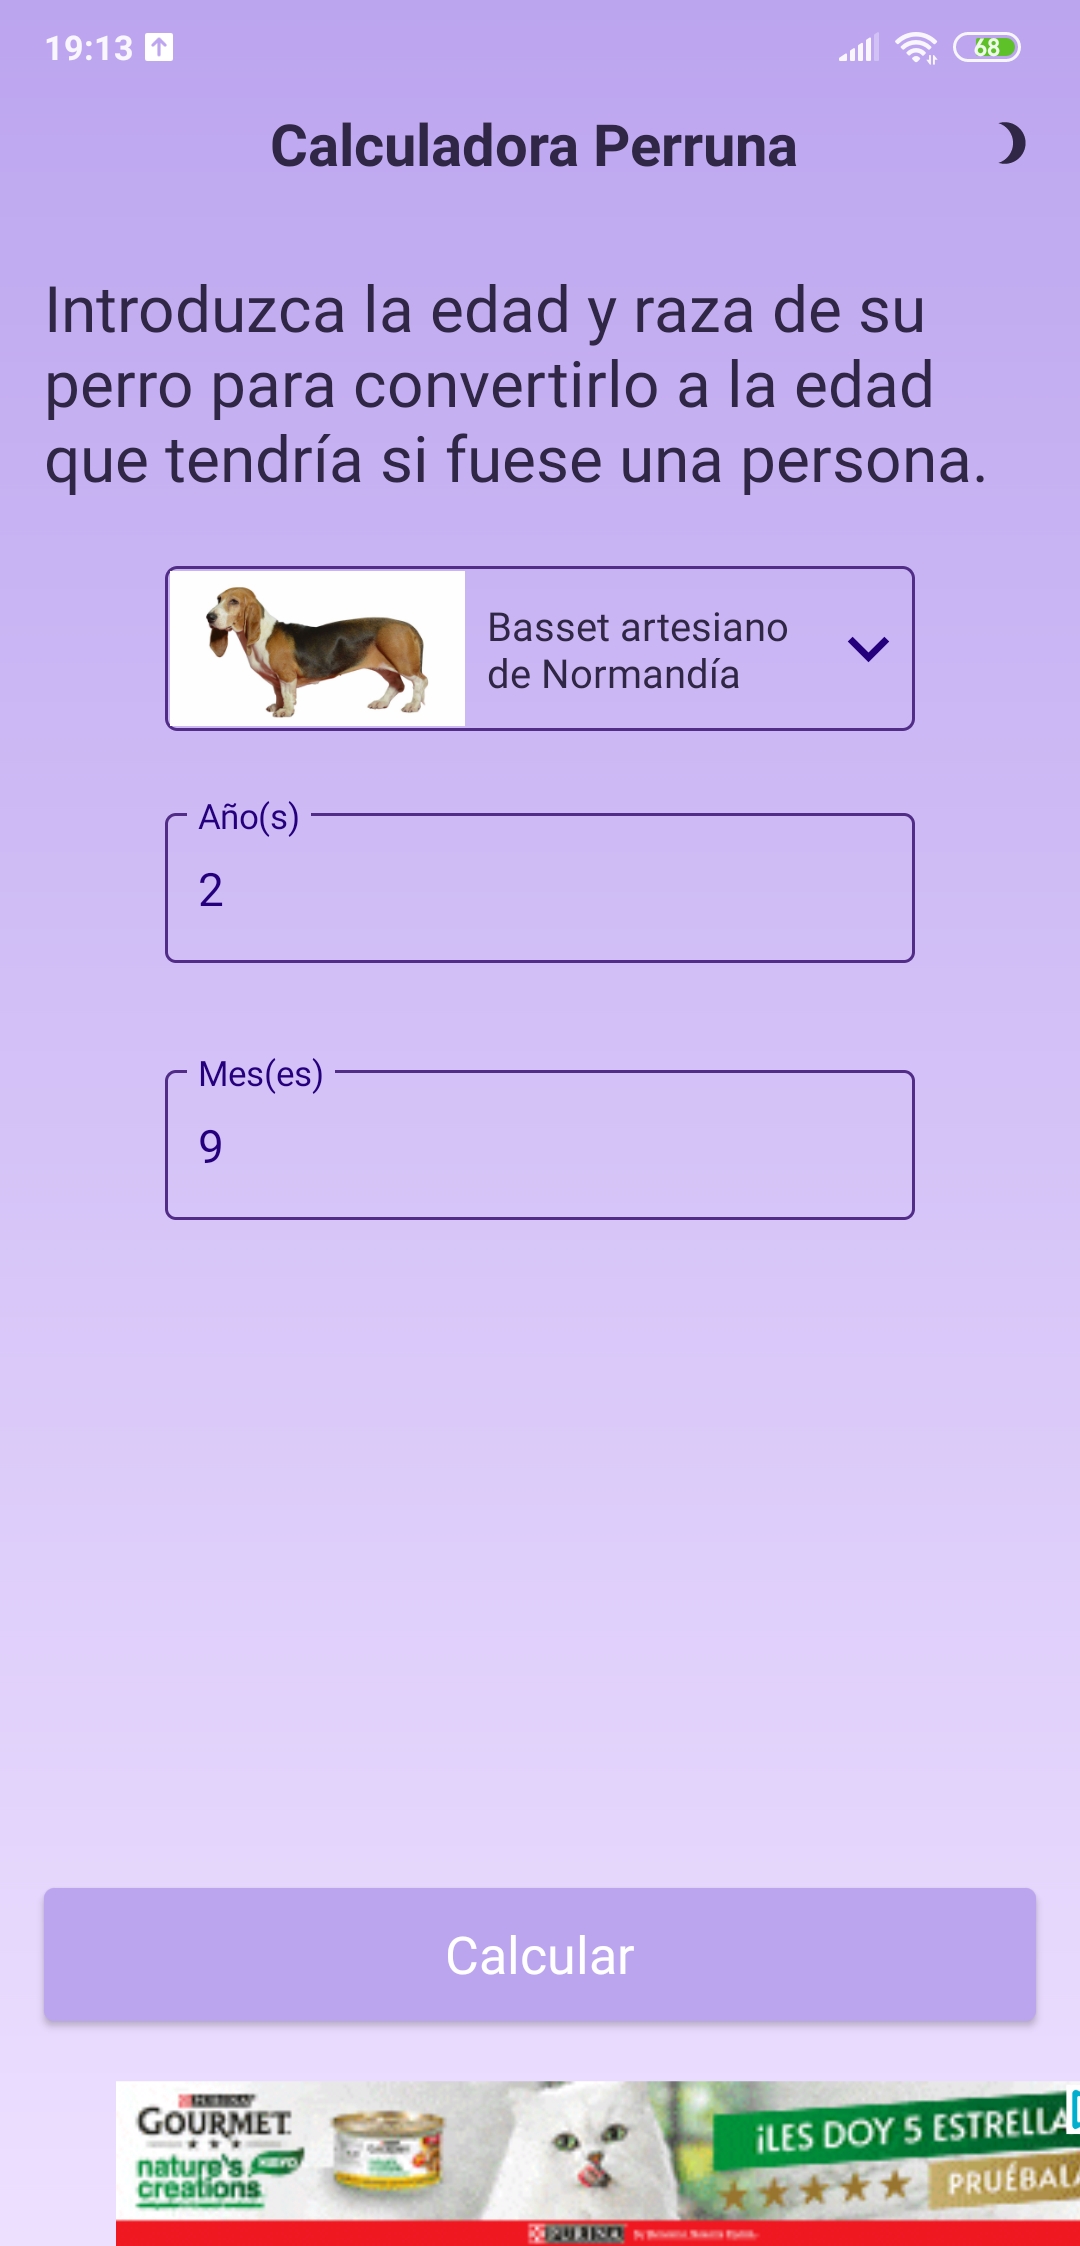 19:13
68
Calculadora Perruna
Introduzca la edad y raza de su
perro para convertirlo a la edad
que tendría si fuese una persona.
Basset artesiano
de Normandía
Año(s)
2
Mes(es)
9
Calcular
PURINA
GOURMET
nature's
creations
¡LES DOY 5 ESTRELLA
PRUÉBALA
PURINA